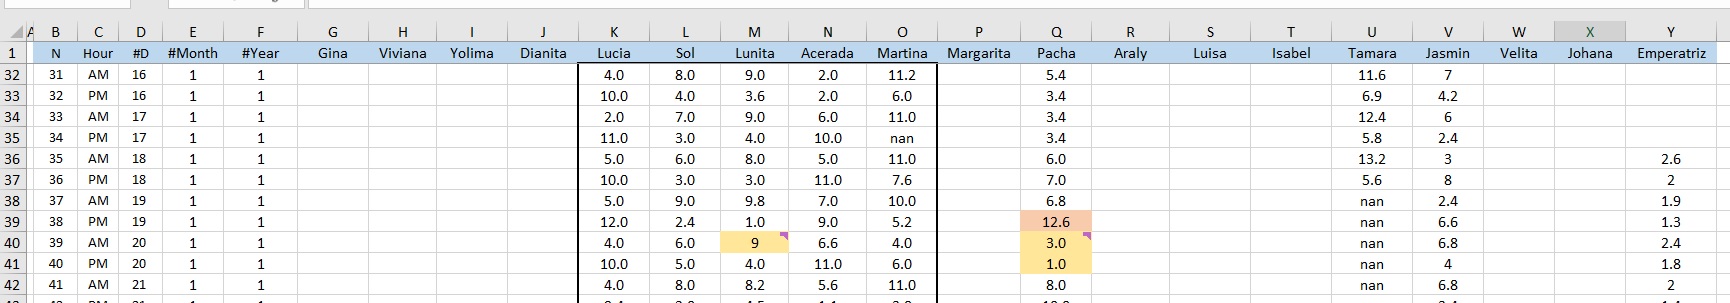 A B C D E F G H I J K L M N O P Q R S T U V W X Y
1 N Hour #D #Month #Year Gina Viviana Yolima Dianita Lucia Sol Lunita Acerada Martina Margarita Pacha Araly Luisa Isabel Tamara Jasmin Velita Johana Emperatriz
32 31 AM 16 1 1 4.0 8.0 9.0 2.0 11.2 5.4 11.6 7
33 32 PM 16 1 1 10.0 4.0 3.6 2.0 6.0 3.4 6.9 4.2
34 33 AM 17 1 1 2.0 7.0 9.0 6.0 11.0 3.4 12.4 6
35 34 PM 17 1 1 11.0 3.0 4.0 10.0 nan 3.4 5.8 2.4
36 35 AM 18 1 1 5.0 6.0 8.0 5.0 11.0 6.0 13.2 3 2.6
37 36 PM 18 1 1 10.0 3.0 3.0 11.0 7.6 7.0 5.6 8 2
38 37 AM 19 1 1 5.0 9.0 9.8 7.0 10.0 6.8 nan 2.4 1.9
39 38 PM 19 1 1 12.0 2.4 1.0 9.0 5.2 12.6 nan 6.6 1.3
40 39 AM 20 1 1 4.0 6.0 9 6.6 4.0 3.0 nan 6.8 2.4
41 40 PM 20 1 1 10.0 5.0 4.0 11.0 6.0 1.0 nan 4 1.8
42 41 AM 21 1 1 4.0 8.0 8.2 5.6 11.0 8.0 nan 6.8 2